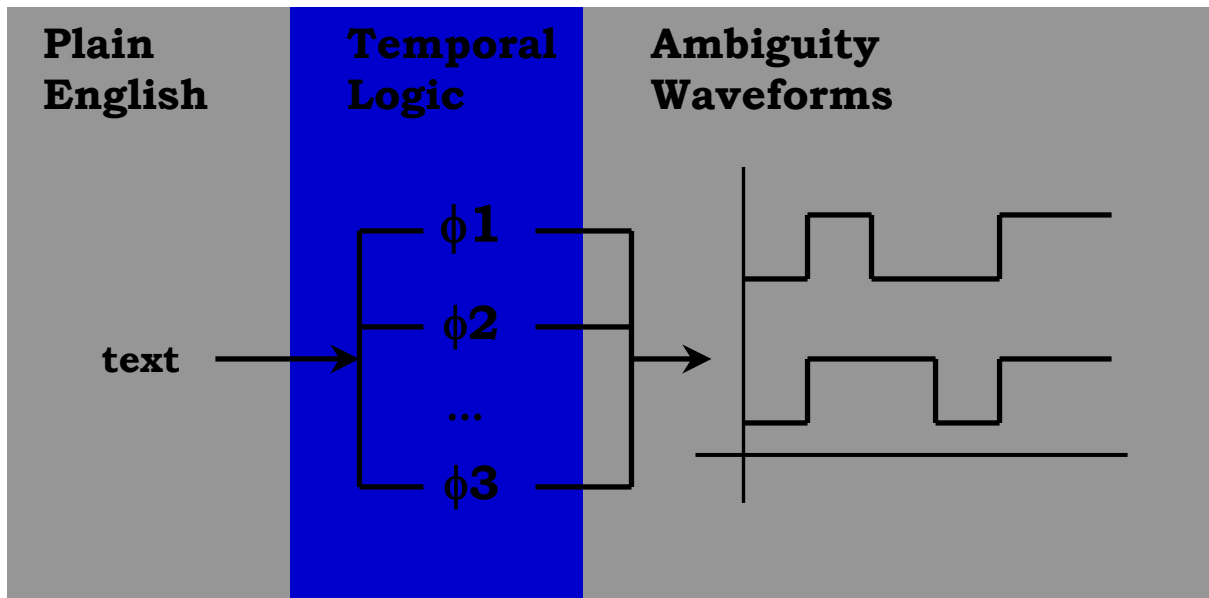 Plain
English
Temporal
Logic
Ambiguity
Waveforms
ϕ1
ϕ2
text
...
ϕ3